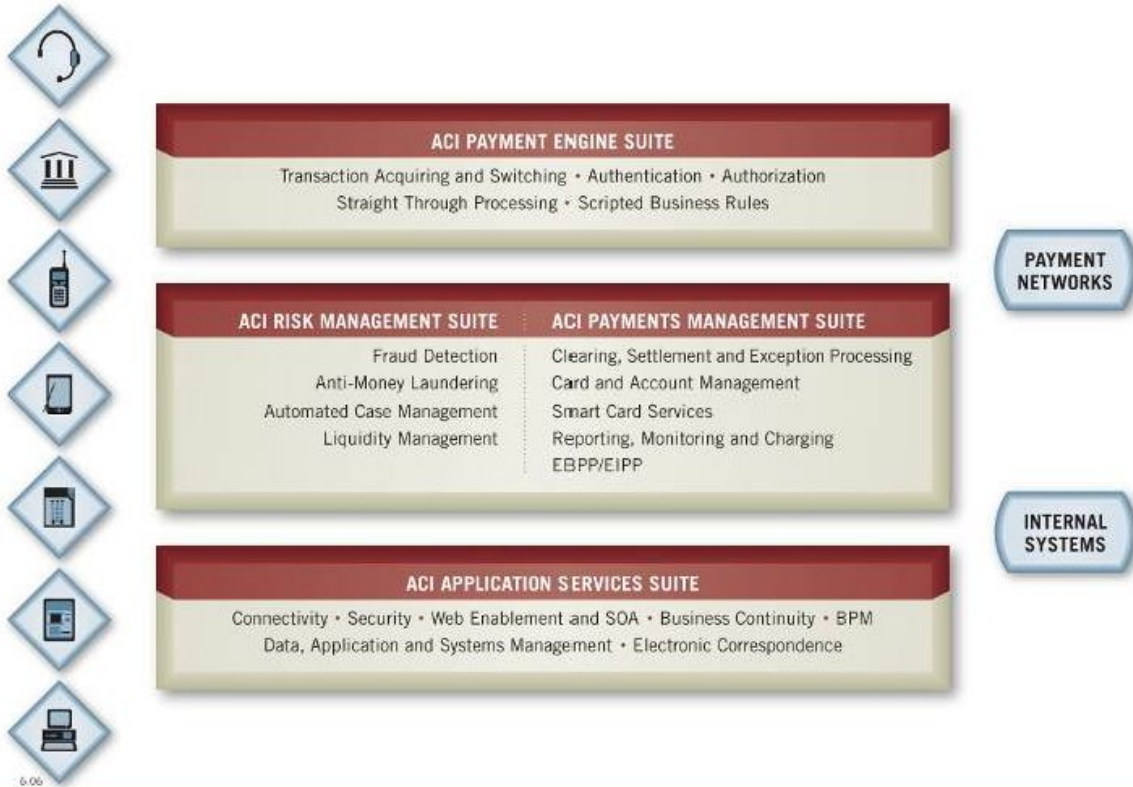 ACI PAYMENT ENGINE SUITE
Transaction Acquiring and Switching • Authentication • Authorization
Straight Through Processing • Scripted Business Rules
PAYMENT
NETWORKS
ACI RISK MANAGEMENT SUITE
Fraud Detection
Anti-Money Laundering
Automated Case Management
Liquidity Management
ACI PAYMENTS MANAGEMENT SUITE
Clearing, Settlement and Exception Processing
Card and Account Management
Smart Card Services
Reporting, Monitoring and Charging
EBPP/EIPP
INTERNAL
SYSTEMS
ACI APPLICATION SERVICES SUITE
Connectivity • Security • Web Enablement and SOA • Business Continuity • BPM
Data, Application and Systems Management • Electronic Correspondence
6.06